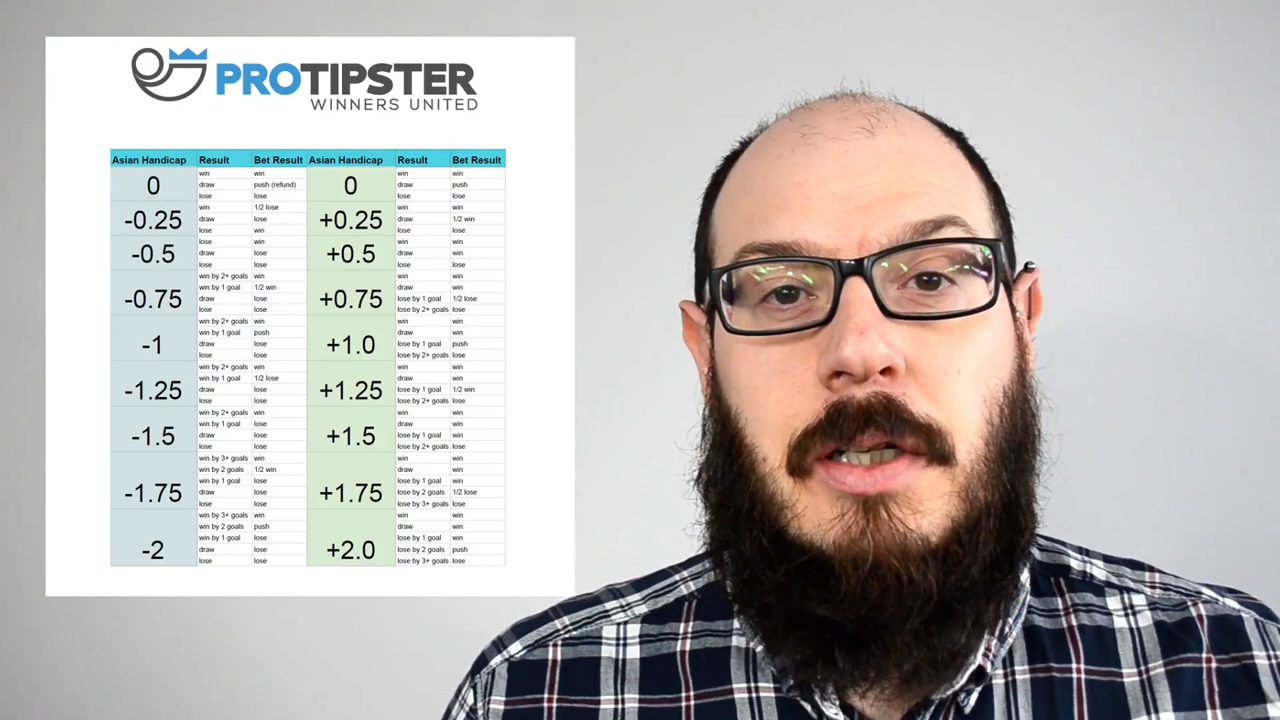 PROTIPSTER
WINNERS UNITED
Asian Handicap Result Bet Result Asian Handicap Result Bet Result
win win win win
0 draw push (refund) 0 draw push
lose lose lose lose
win 1/2 lose win win
-0.25 draw lose +0.25 draw 1/2 win
lose win lose lose
lose win win win
-0.5 draw lose +0.5 draw win
lose lose lose lose
win by 2+ goals win win win
win by 1 goal 1/2 win draw win
-0.75 draw lose +0.75 lose by 1 goal 1/2 lose
lose lose lose by 2+ goals lose
win by 2+ goals win win win
win by 1 goal push draw win
-1 draw lose +1.0 lose by 1 goal push
lose lose lose by 2+ goals lose
win by 2+ goals win win win
win by 1 goal 1/2 lose draw win
-1.25 draw lose +1.25 lose by 1 goal 1/2 win
lose lose lose by 2+ goals lose
win by 2+ goals win win win
win by 1 goal lose draw win
-1.5 draw lose +1.5 lose by 1 goal win
lose lose lose by 2+ goals lose
win by 3+ goals win win win
win by 2 goals 1/2 win draw win
win by 1 goal lose lose by 1 goal win
-1.75 draw lose +1.75 lose by 2 goals 1/2 lose
lose lose lose by 3+ goals lose
win by 3+ goals win win win
win by 2 goals push draw win
win by 1 goal lose lose by 1 goal win
-2 draw lose +2.0 lose by 2 goals push
lose lose lose by 3+ goals lose